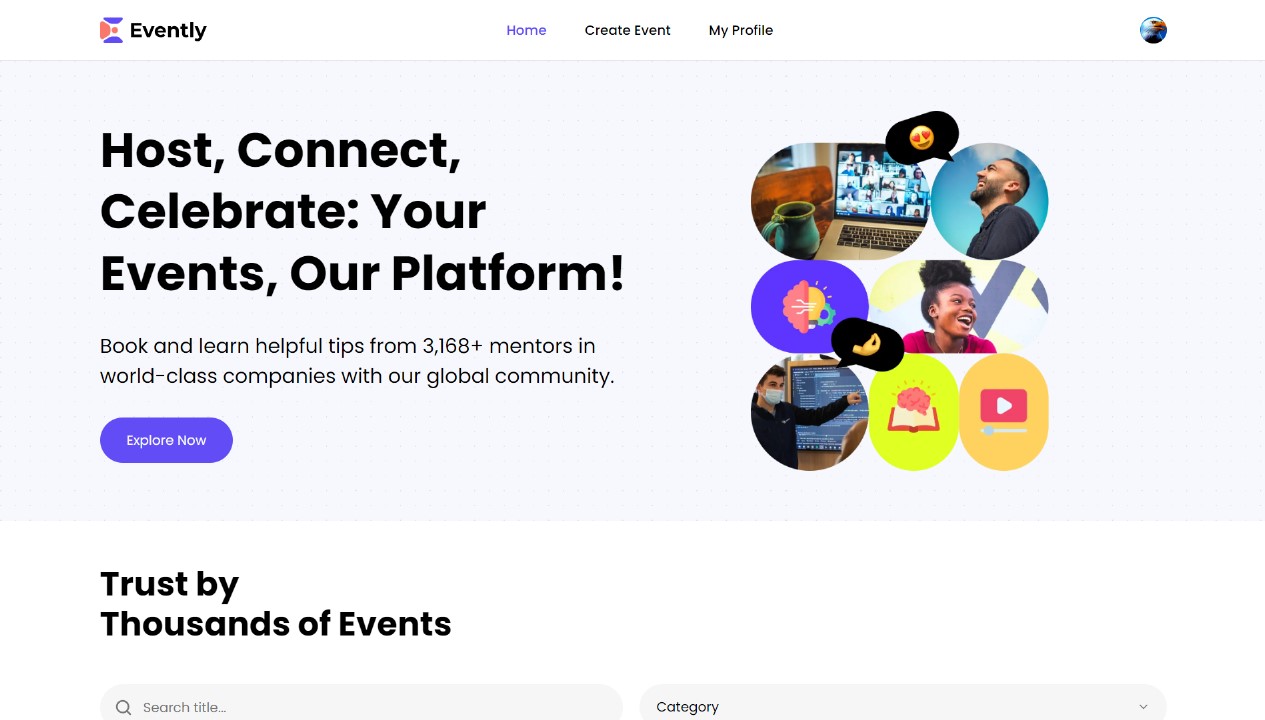 Evently
Home
Create Event
My Profile
Host, Connect,
Celebrate: Your
Events, Our Platform!
Book and learn helpful tips from 3,168+ mentors in
world-class companies with our global community.
Explore Now
Trust by
Thousands of Events
Search title...
Category